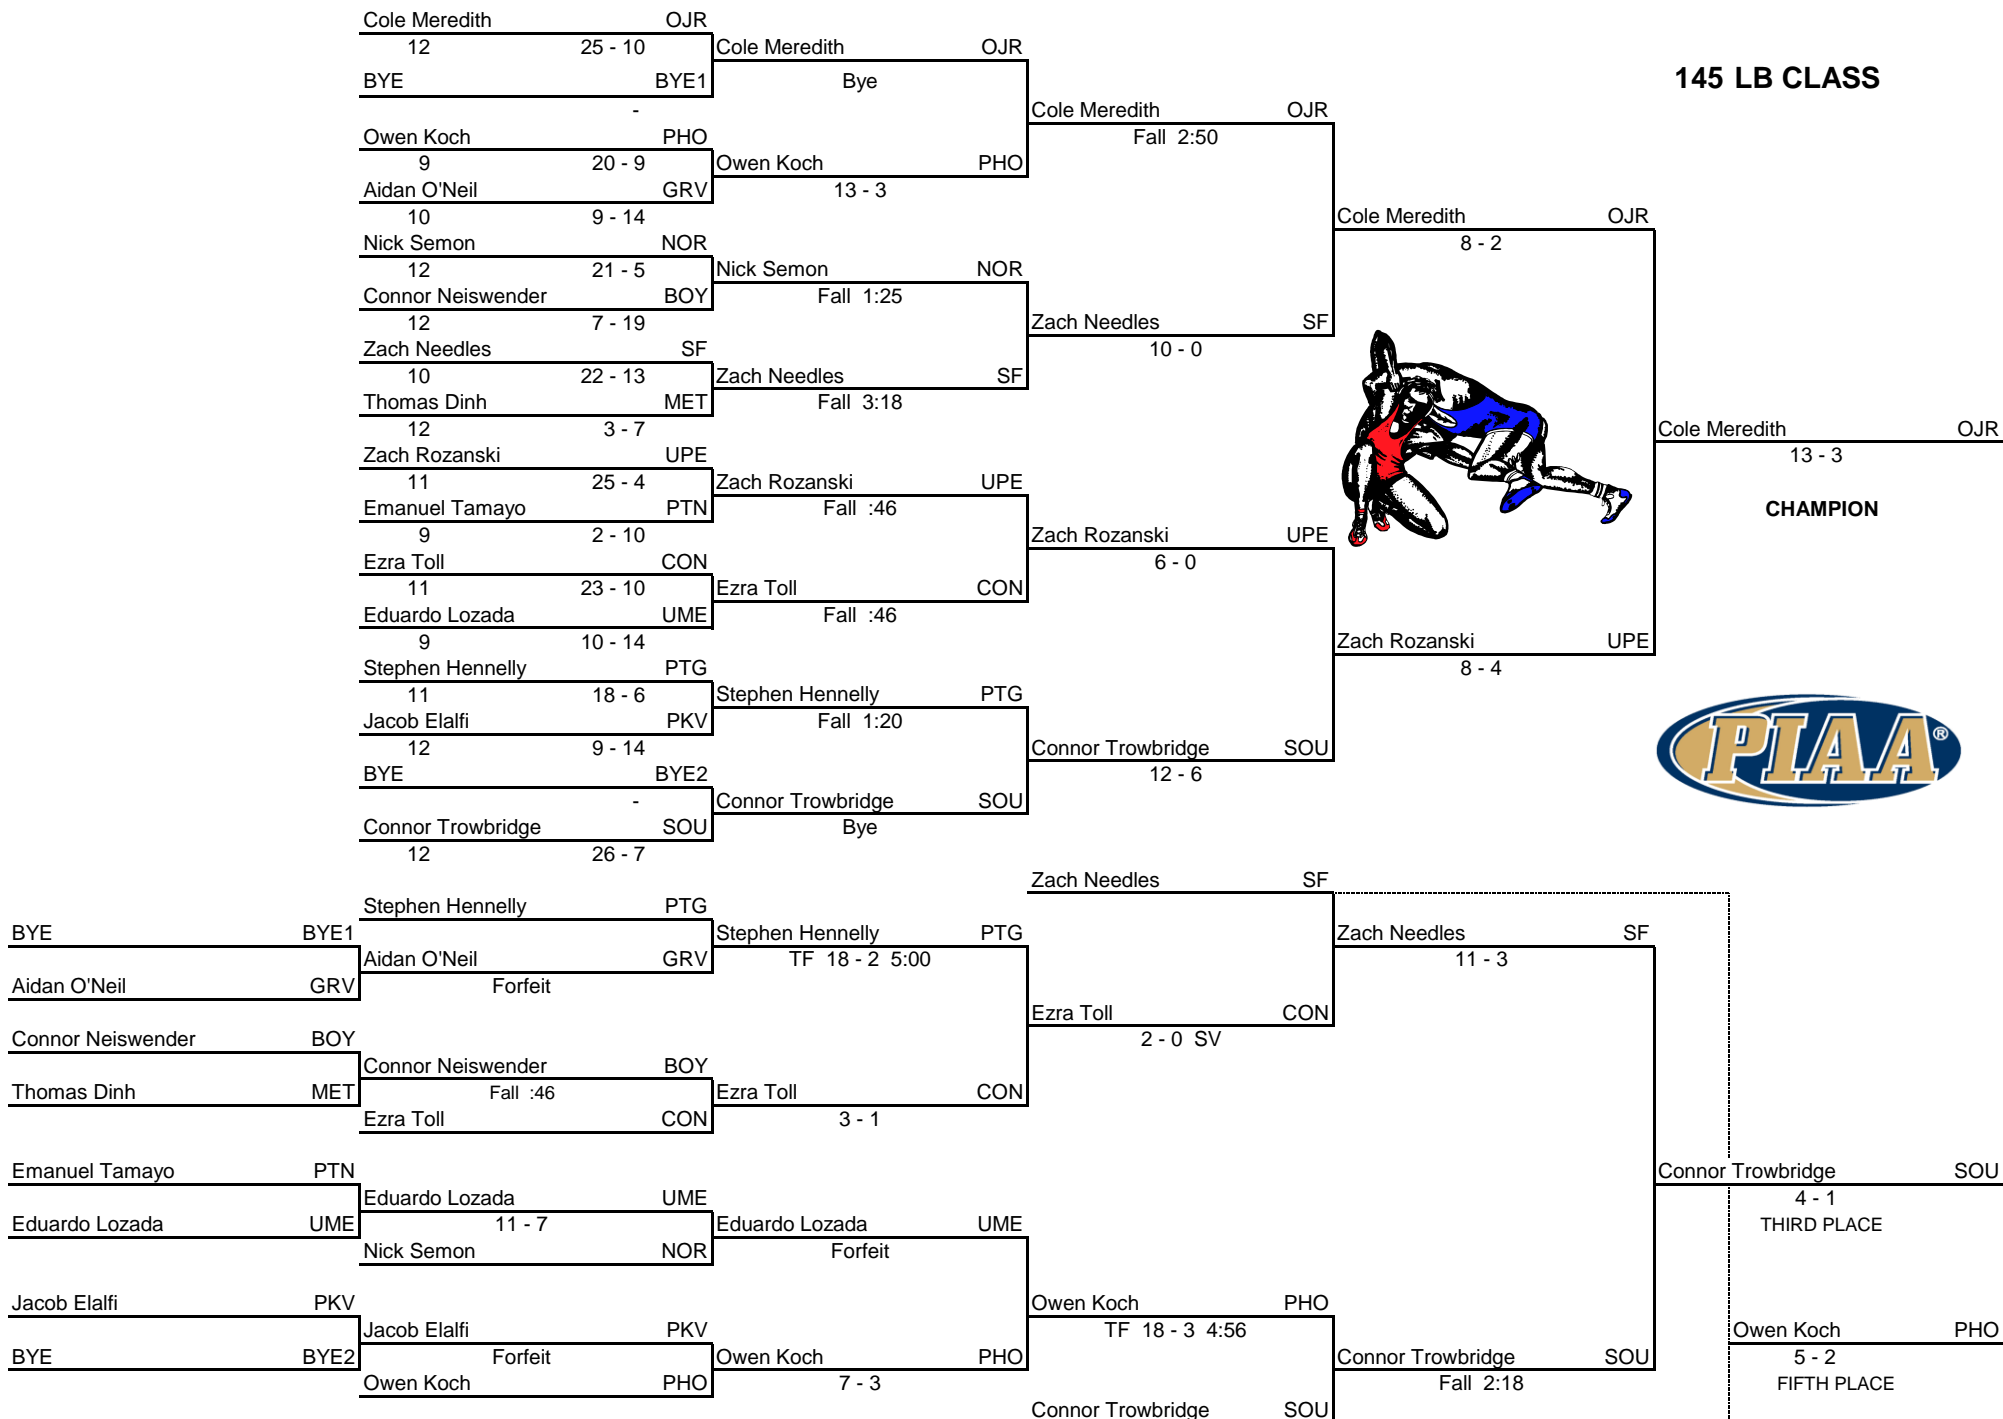 145 LB CLASS
Cole Meredith OJR
12 25 - 10
BYE BYE1
-
Owen Koch PHO
9 20 - 9
Aidan O'Neil GRV
10 9 - 14
Nick Semon NOR
12 21 - 5
Connor Neiswender BOY
12 7 - 19
Zach Needles SF
10 22 - 13
Thomas Dinh MET
12 3 - 7
Zach Rozanski UPE
11 25 - 4
Emanuel Tamayo PTN
9 2 - 10
Ezra Toll CON
11 23 - 10
Eduardo Lozada UME
9 10 - 14
Stephen Hennelly PTG
11 18 - 6
Jacob Elalfi PKV
12 9 - 14
BYE BYE2
-
Connor Trowbridge SOU
12 26 - 7
Cole Meredith OJR
Bye
Owen Koch PHO
13 - 3
Nick Semon NOR
Fall 1:25
Zach Needles SF
Fall 3:18
Zach Rozanski UPE
Fall :46
Ezra Toll CON
Fall :46
Stephen Hennelly PTG
Fall 1:20
Connor Trowbridge SOU
Bye
Cole Meredith OJR
Fall 2:50
Zach Needles SF
10 - 0
Zach Rozanski UPE
6 - 0
Connor Trowbridge SOU
12 - 6
Cole Meredith OJR
8 - 2
Zach Rozanski UPE
8 - 4
Cole Meredith OJR
13 - 3
CHAMPION
PIAA®
BYE BYE1
Aidan O'Neil GRV
Connor Neiswender BOY
Thomas Dinh MET
Emanuel Tamayo PTN
Eduardo Lozada UME
Jacob Elalfi PKV
BYE BYE2
Stephen Hennelly PTG
Aidan O'Neil GRV
Forfeit
Connor Neiswender BOY
Fall :46
Ezra Toll CON
Eduardo Lozada UME
11 - 7
Nick Semon NOR
Jacob Elalfi PKV
Forfeit
Owen Koch PHO
Stephen Hennelly PTG
TF 18 - 2 5:00
Ezra Toll CON
3 - 1
Eduardo Lozada UME
Forfeit
Owen Koch PHO
7 - 3
Zach Needles SF
Ezra Toll CON
2 - 0 SV
Owen Koch PHO
TF 18 - 3 4:56
Connor Trowbridge SOU
Zach Needles SF
11 - 3
Connor Trowbridge SOU
Fall 2:18
Connor Trowbridge SOU
4 - 1
THIRD PLACE
Owen Koch PHO
5 - 2
FIFTH PLACE